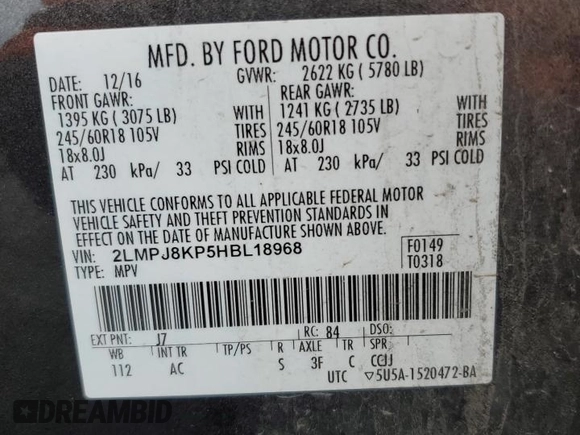 MFD. BY FORD MOTOR CO.
DATE: 12/16 GVWR: 2622 KG ( 5780 LB)
FRONT GAWR: REAR GAWR:
1395 KG ( 3075 LB) WITH 1241 KG ( 2735 LB) WITH
245/60R18 105V TIRES 245/60R18 105V TIRES
18x8.0J RIMS 18x8.0J RIMS
AT 230 kPa/ 33 PSI COLD AT 230 kPa/ 33 PSI COLD
THIS VEHICLE CONFORMS TO ALL APPLICABLE FEDERAL MOTOR
VEHICLE SAFETY AND THEFT PREVENTION STANDARDS IN
EFFECT ON THE DATE OF MANUFACTURE SHOWN ABOVE.
VIN: 2LMPJ8KP5HBL18968 F0149
TYPE: MPV T0318
EXT PNT: J7 RC: 84 DSO:
WB INT TR TP/PS R AXLE TR SPR
112 AC S 3F C CCJJ
UTC ▽5U5A-1520472-BA
DREAMBID